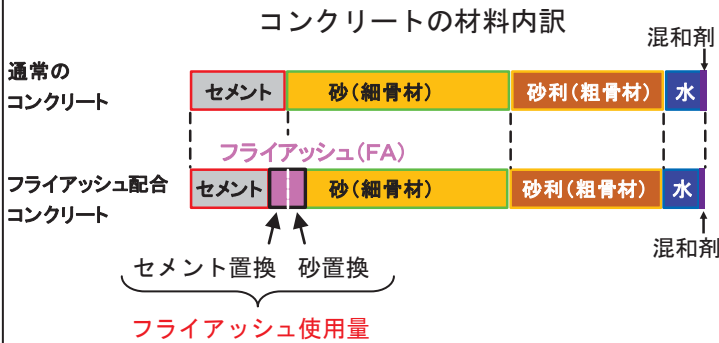 コンクリートの材料内訳
混和剤
通常の
コンクリート
セメント
砂(細骨材)
砂利(粗骨材)
水
フライアッシュ(FA)
フライアッシュ配合
コンクリート
セメント
砂(細骨材)
砂利(粗骨材)
水
混和剤
セメント置換 砂置換
フライアッシュ使用量